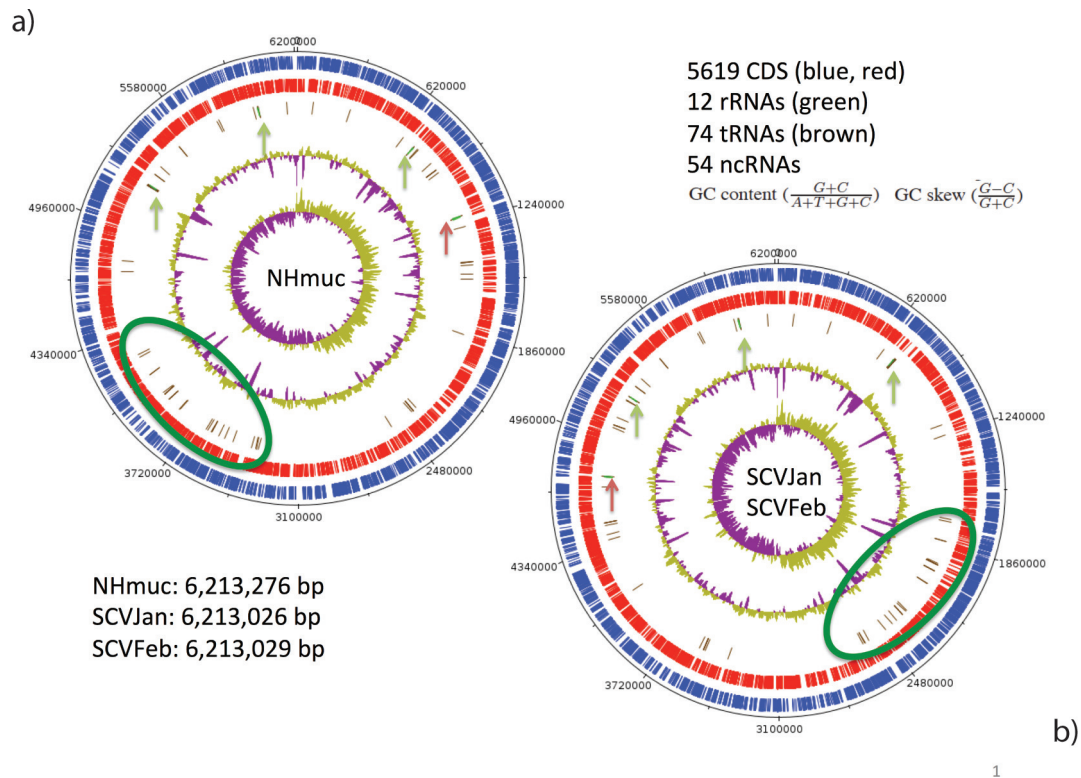 a)
6200000
0
620000
1240000
1860000
2480000
3100000
3720000
4340000
4960000
5580000
NHmuc
5619 CDS (blue, red)
12 rRNAs (green)
74 tRNAs (brown)
54 ncRNAs
GC content (G+C/A+T+G+C) GC skew (G−C/G+C)
6200000
0
620000
1240000
1860000
2480000
3100000
3720000
4340000
4960000
5580000
SCVJan
SCVFeb
NHmuc: 6,213,276 bp
SCVJan: 6,213,026 bp
SCVFeb: 6,213,029 bp
b)
1